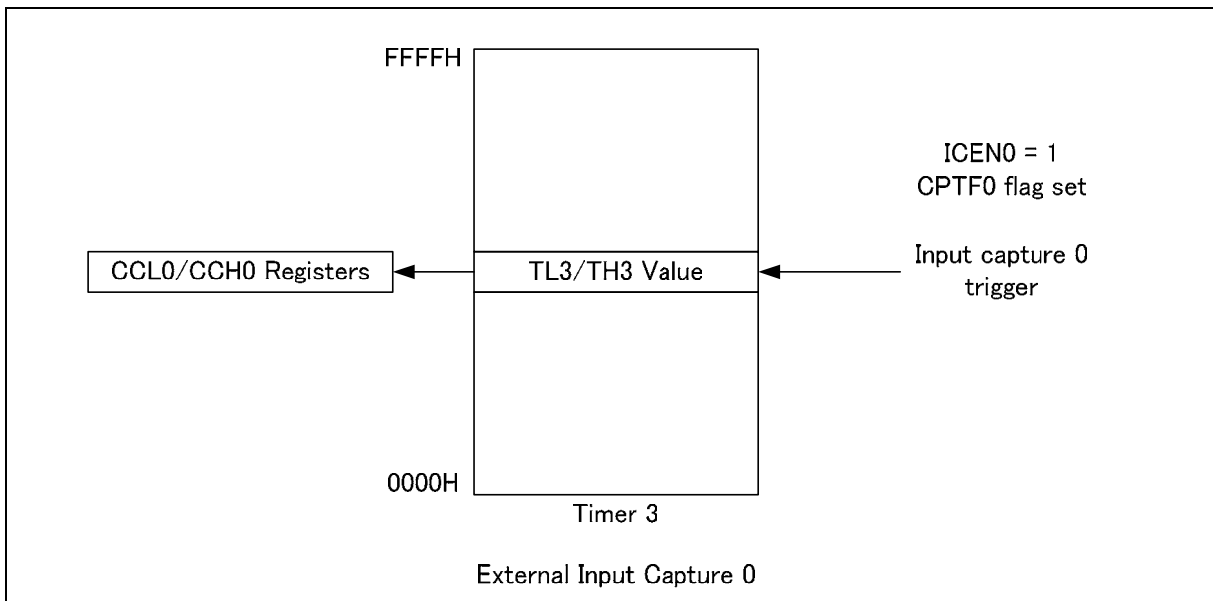 FFFFH
ICEN0 = 1
CPTF0 flag set
CCL0/CCH0 Registers
TL3/TH3 Value
Input capture 0
trigger
0000H
Timer 3
External Input Capture 0